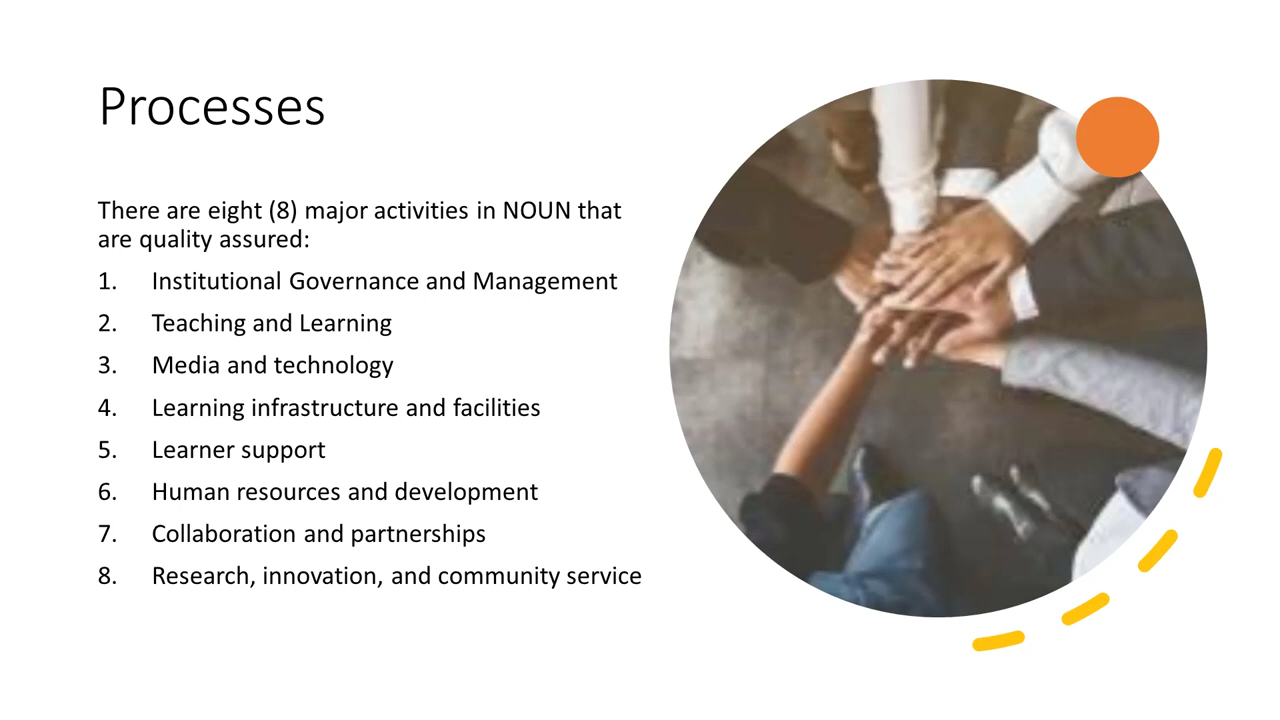 Processes
There are eight (8) major activities in NOUN that
are quality assured:
1. Institutional Governance and Management
2. Teaching and Learning
3. Media and technology
4. Learning infrastructure and facilities
5. Learner support
6. Human resources and development
7. Collaboration and partnerships
8. Research, innovation, and community service